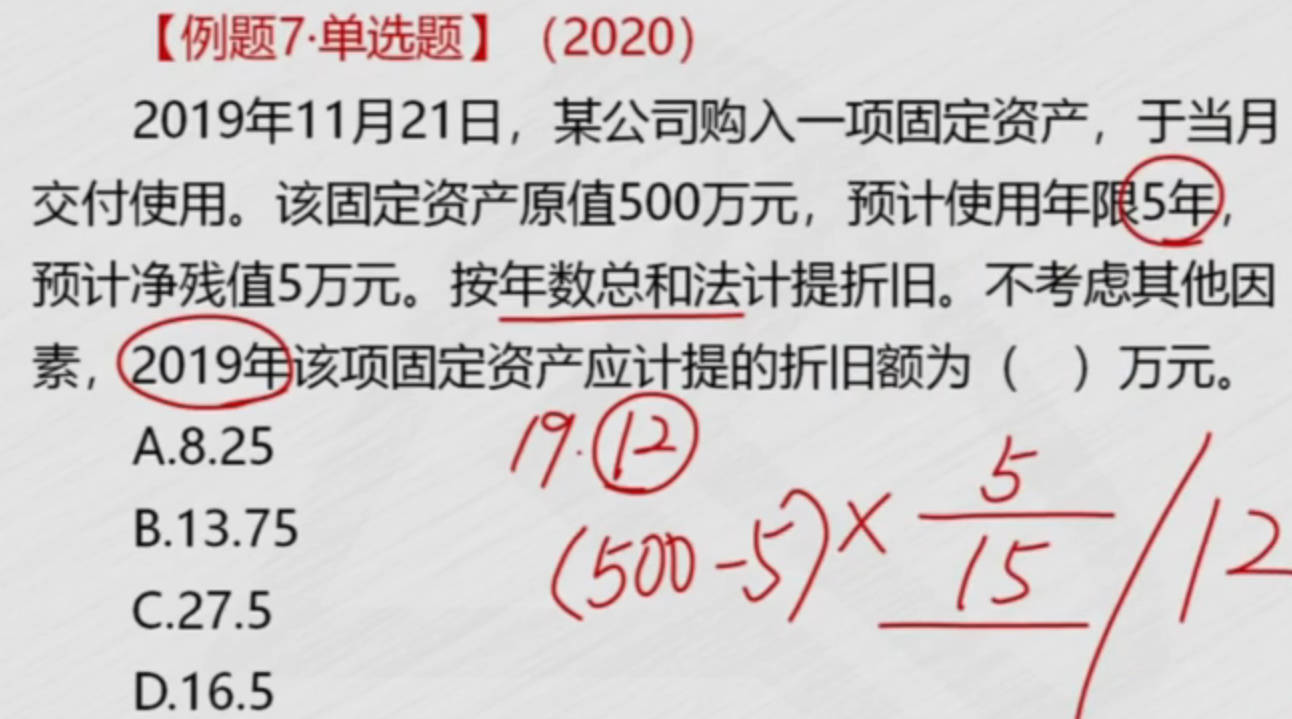 【例题7·单选题】（2020）
2019年11月21日，某公司购入一项固定资产，于当月
交付使用。该固定资产原值500万元，预计使用年限5年，
预计净残值5万元。按年数总和法计提折旧。不考虑其他因
素，2019年该项固定资产应计提的折旧额为（ ）万元。
A.8.25
19.12
B.13.75
(500-5)×5/15/12
C.27.5
D.16.5